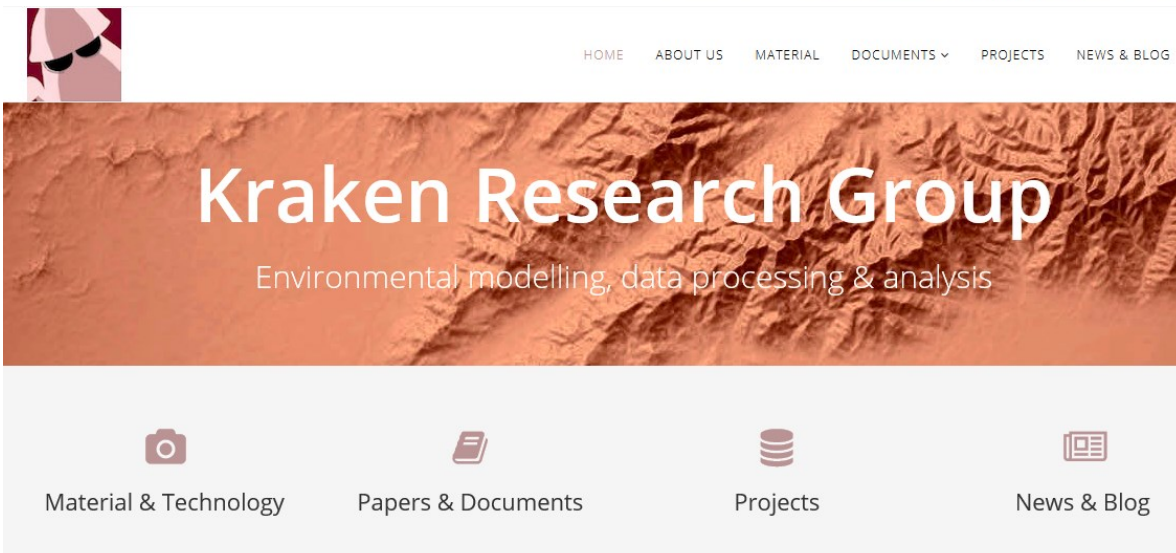 HOME ABOUT US MATERIAL DOCUMENTS PROJECTS NEWS & BLOG
Kraken Research Group
Environmental modelling, data processing & analysis
Material & Technology Papers & Documents Projects News & Blog